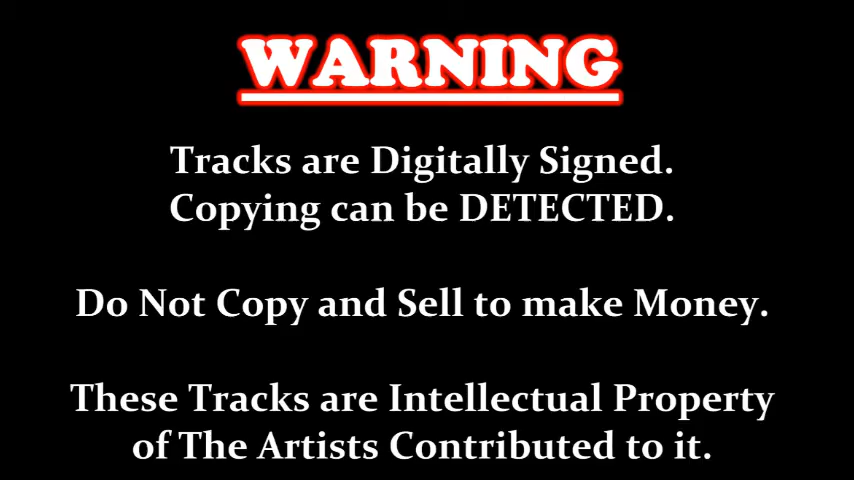 WARNING
Tracks are Digitally Signed.
Copying can be DETECTED.
Do Not Copy and Sell to make Money.
These Tracks are Intellectual Property
of The Artists Contributed to it.